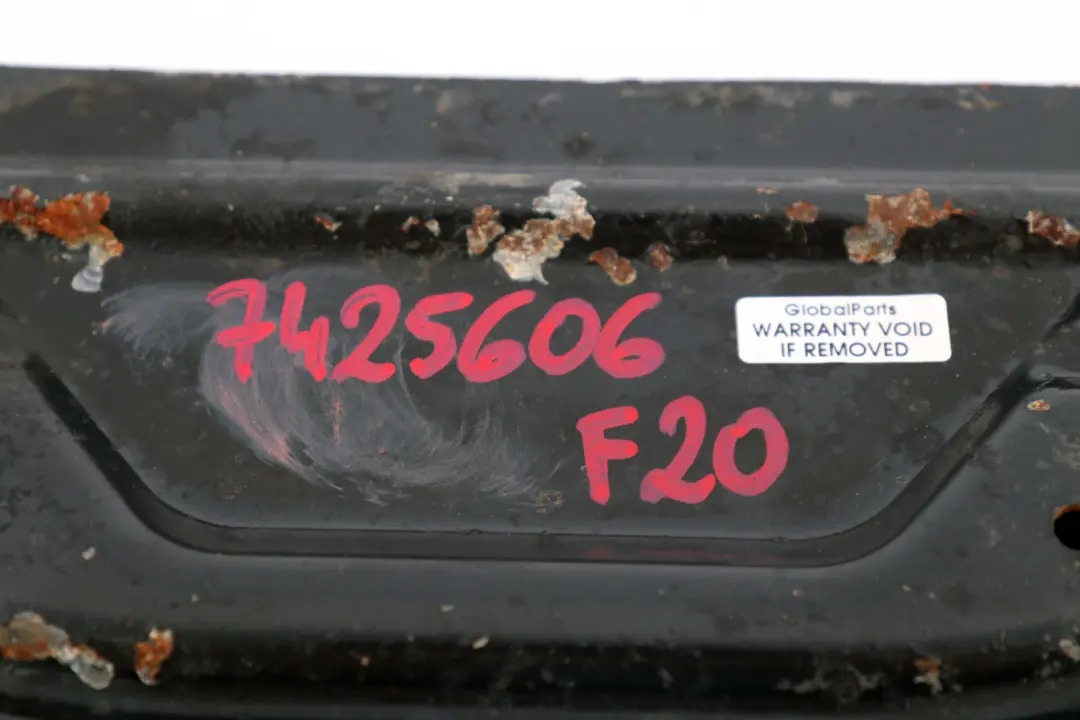 7425606
F20
GlobalParts
WARRANTY VOID
IF REMOVED